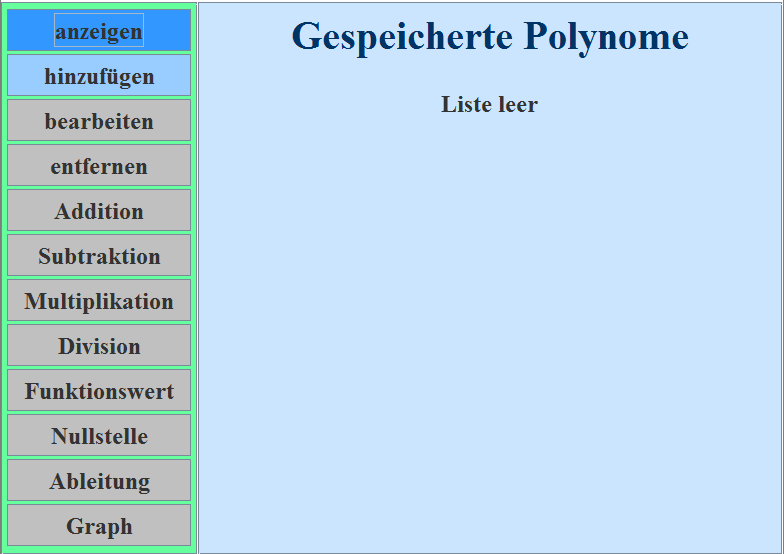 anzeigen
hinzufügen
bearbeiten
entfernen
Addition
Subtraktion
Multiplikation
Division
Funktionswert
Nullstelle
Ableitung
Graph
Gespeicherte Polynome
Liste leer